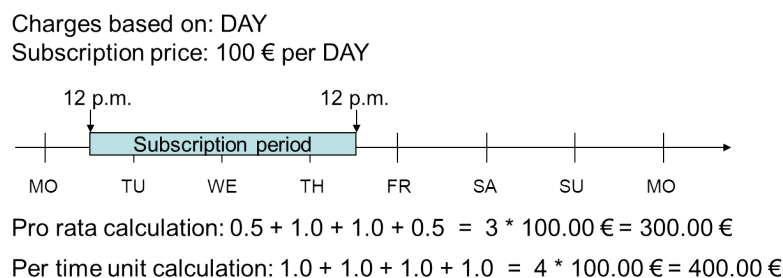 Charges based on: DAY
Subscription price: 100 € per DAY
12 p.m. 12 p.m.
Subscription period
MO TU WE TH FR SA SU MO
Pro rata calculation: 0.5 + 1.0 + 1.0 + 0.5 = 3 * 100.00 € = 300.00 €
Per time unit calculation: 1.0 + 1.0 + 1.0 + 1.0 = 4 * 100.00 € = 400.00 €